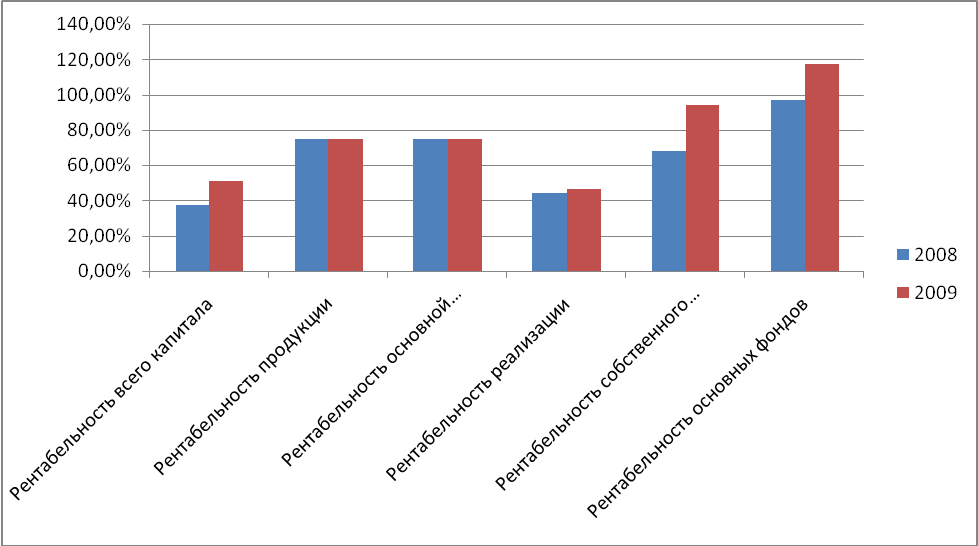 140,00%
120,00%
100,00%
80,00%
60,00%
40,00%
20,00%
0,00%
2008
2009
Рентабельность всего капитала
Рентабельность продукции
Рентабельность основной…
Рентабельность реализации
Рентабельность собственного…
Рентабельность основных фондов